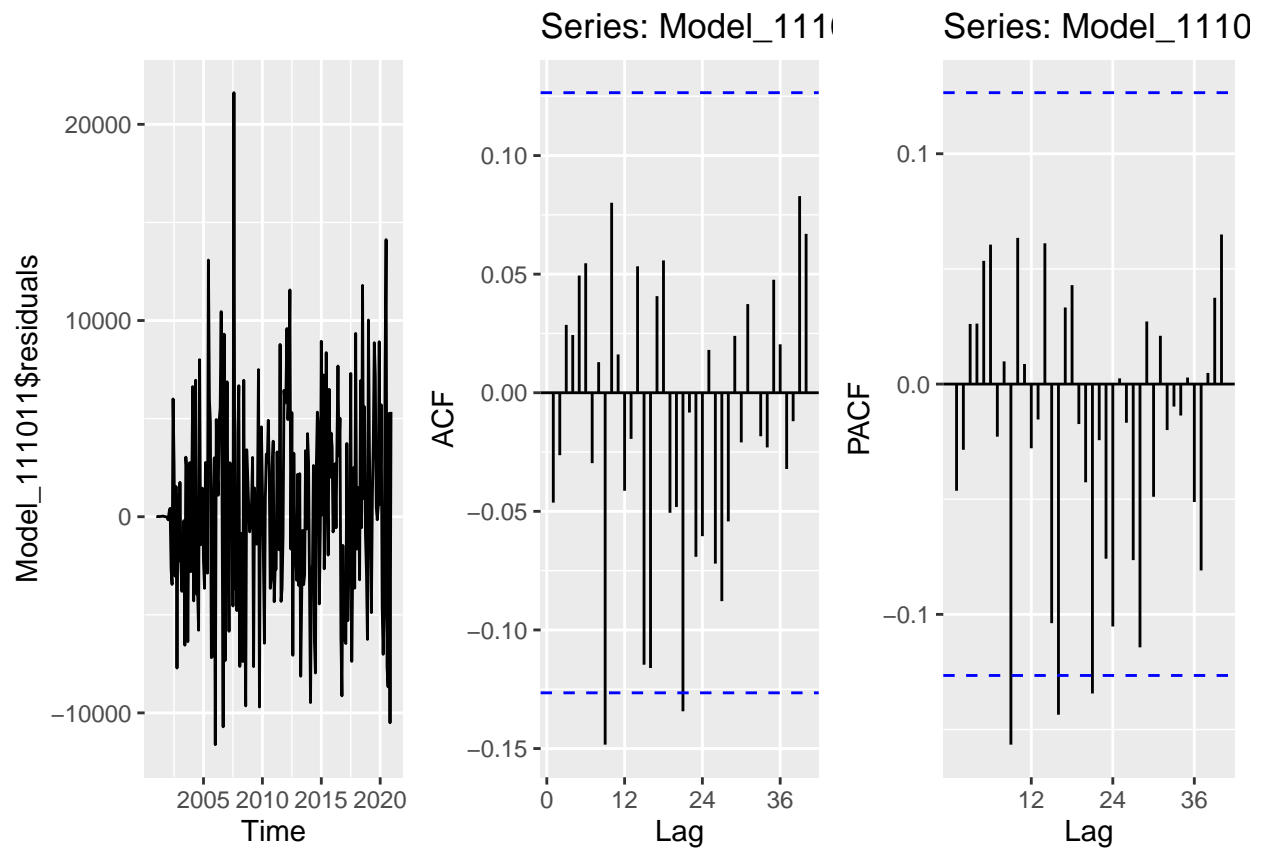 Model_111011$residuals
20000
10000
0
−10000
2005 2010 2015 2020
Time
Series: Model_111
ACF
0.10
0.05
0.00
−0.05
−0.10
−0.15
0 12 24 36
Lag
Series: Model_1110
PACF
0.1
0.0
−0.1
12 24 36
Lag